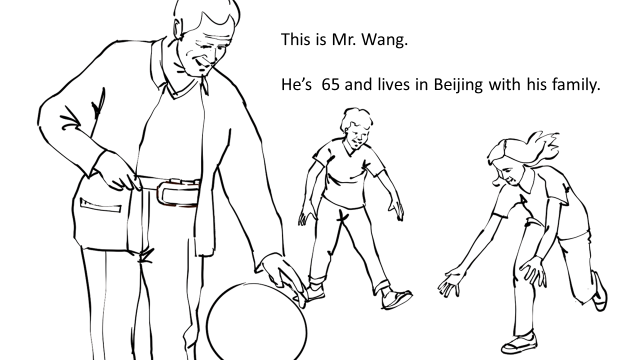 This is Mr. Wang.
He’s  65 and lives in Beijing with his family.